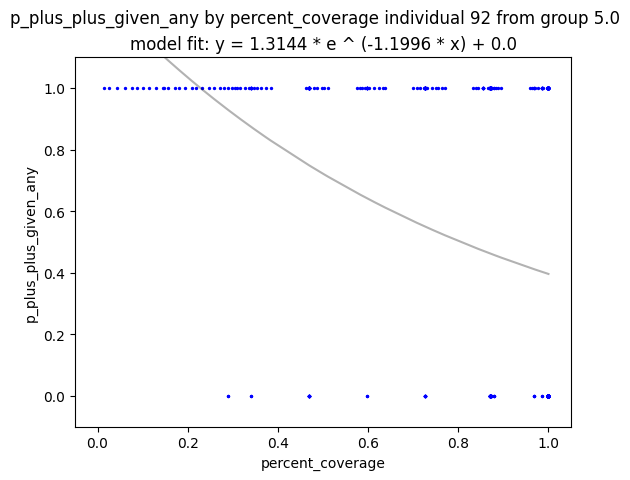 p_plus_plus_given_any by percent_coverage individual 92 from group 5.0
model fit: y = 1.3144 * e ^ (-1.1996 * x) + 0.0
1.0
0.8
0.6
0.4
0.2
0.0
p_plus_plus_given_any
0.0 0.2 0.4 0.6 0.8 1.0
percent_coverage